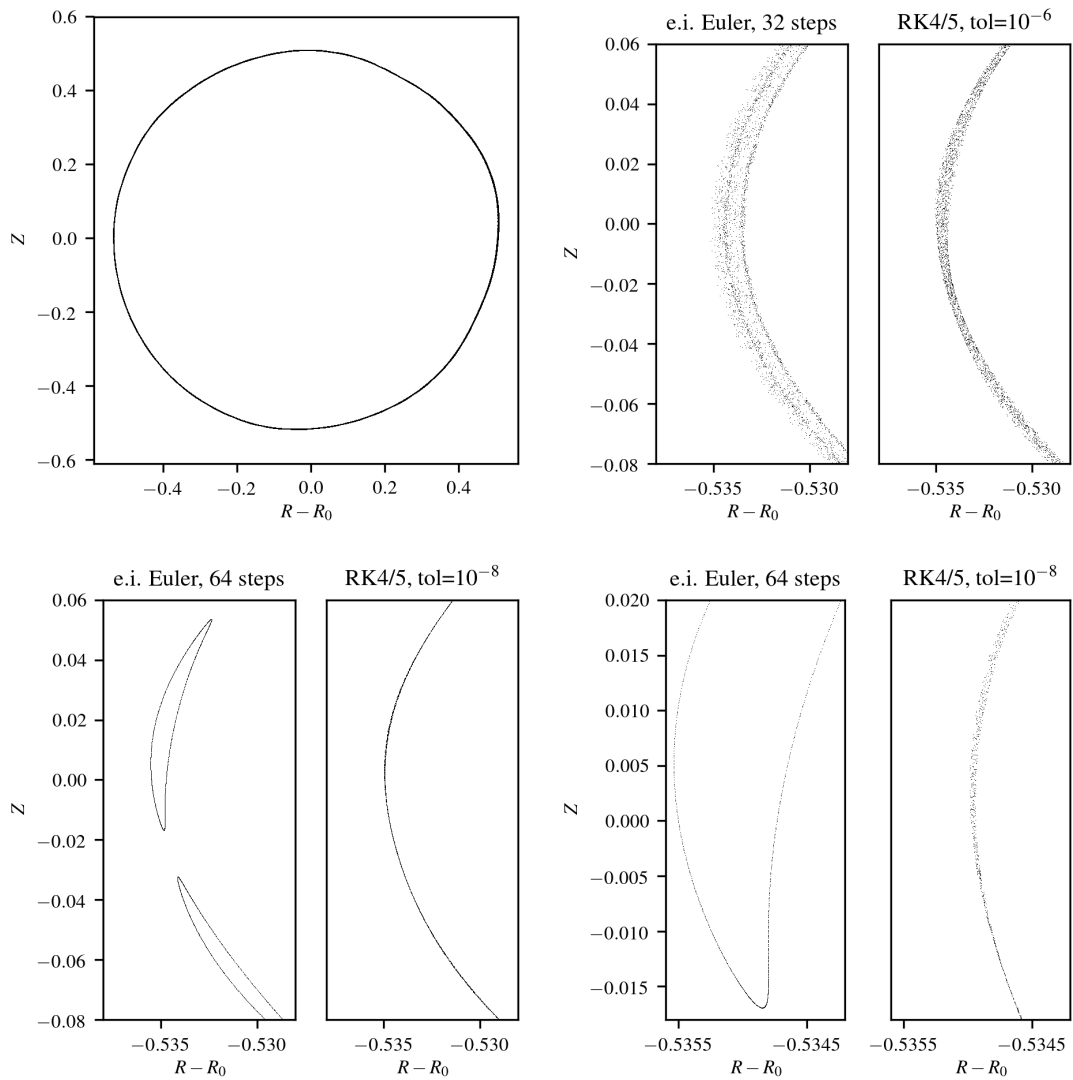 0.6
0.4
0.2
0.0
−0.2
−0.4
−0.6
Z
−0.4 −0.2 0.0 0.2 0.4
R − R₀
e.i. Euler, 32 steps
0.06
0.04
0.02
0.00
−0.02
−0.04
−0.06
−0.08
Z
−0.535 −0.530
R − R₀
RK4/5, tol=10⁻⁶
−0.535 −0.530
R − R₀
e.i. Euler, 64 steps
0.06
0.04
0.02
0.00
−0.02
−0.04
−0.06
−0.08
Z
−0.535 −0.530
R − R₀
RK4/5, tol=10⁻⁸
−0.535 −0.530
R − R₀
e.i. Euler, 64 steps
0.020
0.015
0.010
0.005
0.000
−0.005
−0.010
−0.015
Z
−0.5355 −0.5345
R − R₀
RK4/5, tol=10⁻⁸
−0.5355 −0.5345
R − R₀